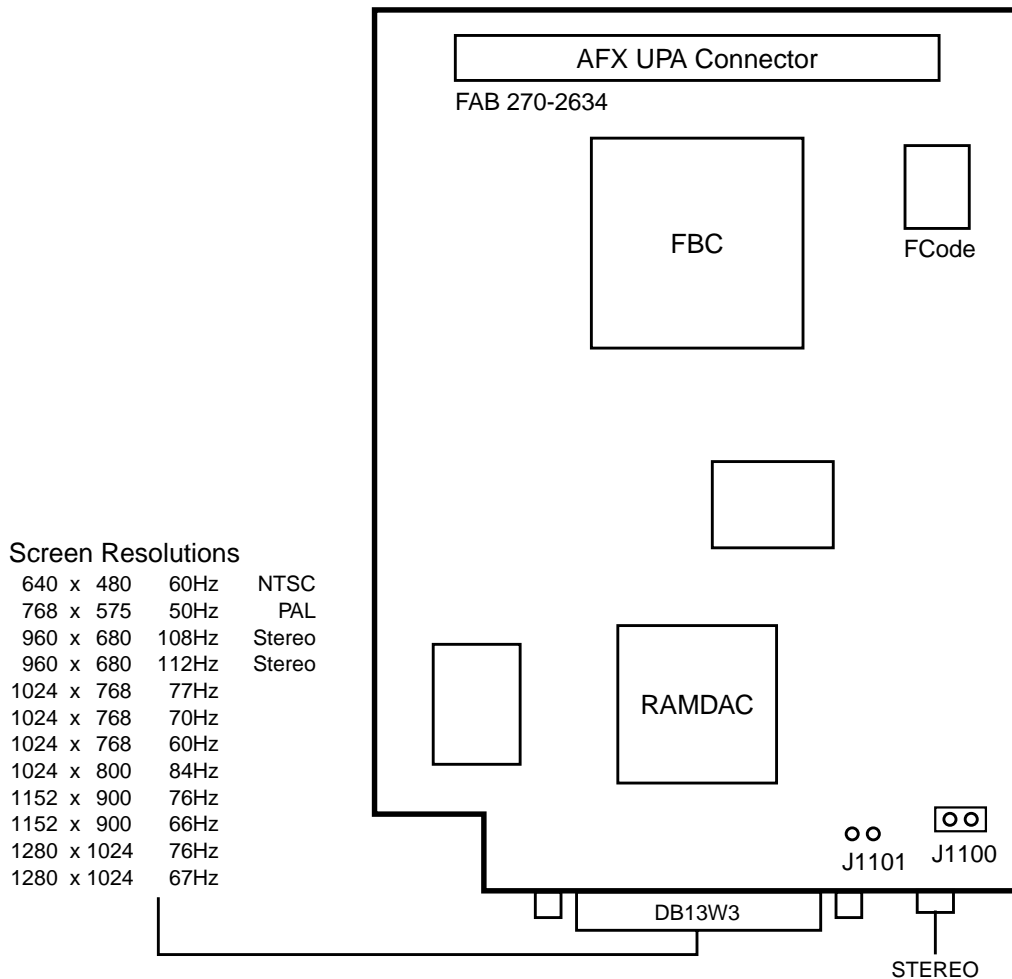 AFX UPA Connector
FAB 270-2634
FBC
FCode
Screen Resolutions
640 x 480 60Hz NTSC
768 x 575 50Hz PAL
960 x 680 108Hz Stereo
960 x 680 112Hz Stereo
1024 x 768 77Hz
1024 x 768 70Hz
1024 x 768 60Hz
1024 x 800 84Hz
1152 x 900 76Hz
1152 x 900 66Hz
1280 x 1024 76Hz
1280 x 1024 67Hz
RAMDAC
J1101
J1100
DB13W3
STEREO